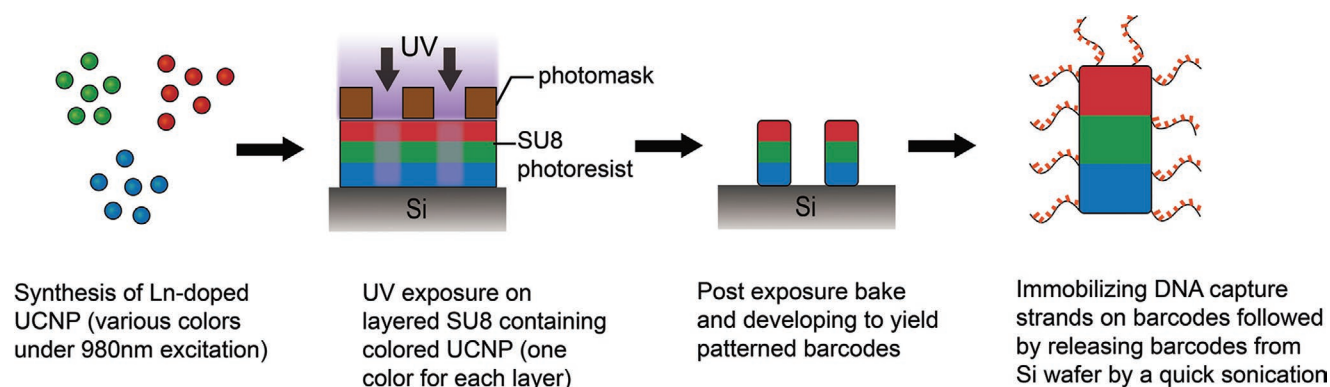 UV
photomask
SU8
photoresist
Si
Si
Synthesis of Ln-doped
UCNP (various colors
under 980nm excitation)
UV exposure on
layered SU8 containing
colored UCNP (one
color for each layer)
Post exposure bake
and developing to yield
patterned barcodes
Immobilizing DNA capture
strands on barcodes followed
by releasing barcodes from
Si wafer by a quick sonication